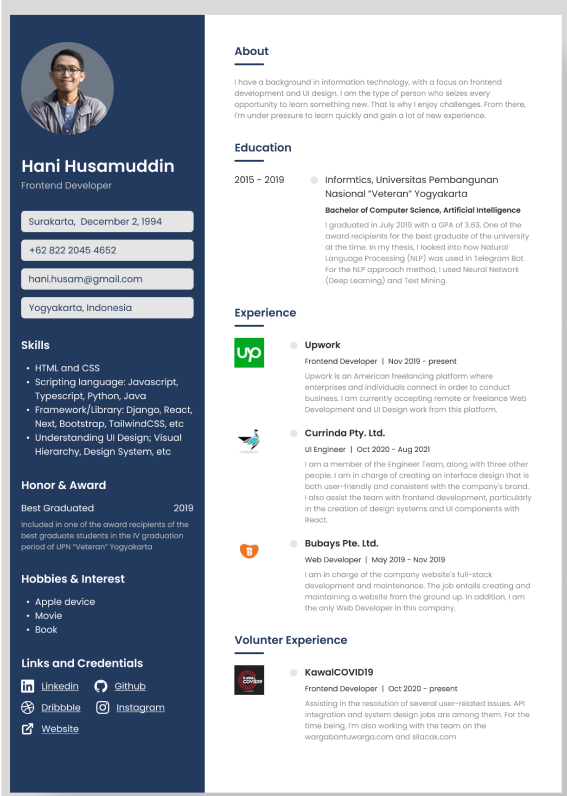 Hani Husamuddin
Frontend Developer
Surakarta, December 2, 1994
+62 822 2045 4652
hani.husam@gmail.com
Yogyakarta, Indonesia
Skills
• HTML and CSS
• Scripting language: Javascript,
Typescript, Python, Java
• Framework/Library: Django, React,
Next, Bootstrap, TailwindCSS, etc
• Understanding UI Design; Visual
Hierarchy, Design System, etc
Honor & Award
Best Graduated 2019
Included in one of the award recipients of the
best graduate students in the IV graduation
period of UPN "Veteran" Yogyakarta
Hobbies & Interest
• Apple device
• Movie
• Book
Links and Credentials
Linkedin Github
Dribbble Instagram
Website
About
I have a background in information technology, with a focus on frontend
development and UI design. I am the type of person who seizes every
opportunity to learn something new. That is why I enjoy challenges. From there,
I'm under pressure to learn quickly and gain a lot of new experience.
Education
2015 - 2019
Informtics, Universitas Pembangunan
Nasional "Veteran" Yogyakarta
Bachelor of Computer Science, Artificial Intelligence
I graduated in July 2019 with a GPA of 3.63. One of the
award recipients for the best graduate of the university
at the time. In my thesis, I looked into how Natural
Language Processing (NLP) was used in Telegram Bot.
For the NLP approach method, I used Neural Network
(Deep Learning) and Text Mining.
Experience
up
Upwork
Frontend Developer | Nov 2019 - present
Upwork is an American freelancing platform where
enterprises and individuals connect in order to conduct
business. I am currently accepting remote or freelance Web
Development and UI Design work from this platform.
Currinda Pty. Ltd.
UI Engineer | Oct 2020 - Aug 2021
I am a member of the Engineer Team, along with three other
people. I am in charge of creating an interface design that is
both user-friendly and consistent with the company's brand.
I also assist the team with frontend development, particularly
in the creation of design systems and UI components with
React.
B
Bubays Pte. Ltd.
Web Developer | May 2019 - Nov 2019
I am in charge of the company website's full-stack
development and maintenance. The job entails creating and
maintaining a website from the ground up. In addition, I am
the only Web Developer in this company.
Volunter Experience
KAWAL
COVID19
KawalCOVID19
Frontend Developer | Oct 2020 - present
Assisting in the resolution of several user-related issues. API
integration and system design jobs are among them. For the
time being, I'm also working with the team on the
wargabantuwarga.com and silacak.com